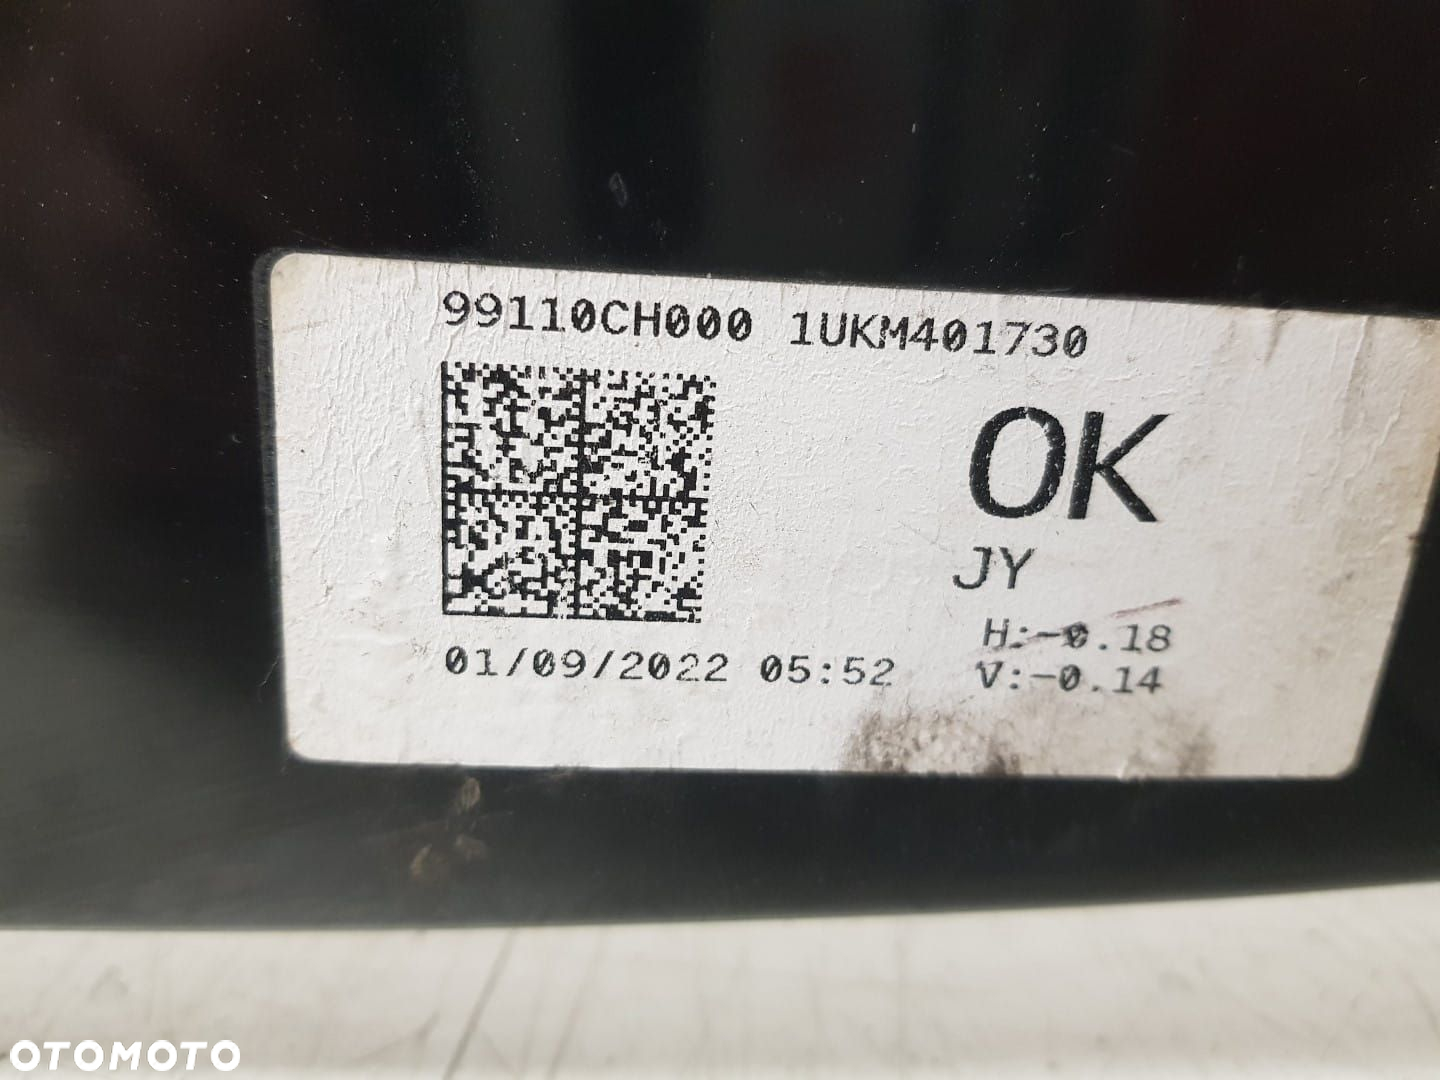 99110CH000 1UKM401730
OK
JY
H:-0.18
01/09/2022 05:52
V:-0.14
OTOMOTO